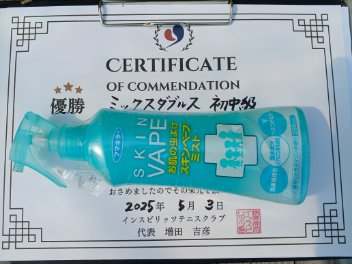 CERTIFICATE
OF COMMENDATION
優勝
ミックスダブルス 初中級
フマキラー
SKIN
VAPE
お肌の虫よけ
スキンベープ
ミスト
おさめましたのでその栄光を
2025年 5月 3日
インスピリッツテニスクラブ
代表 増田 吉彦